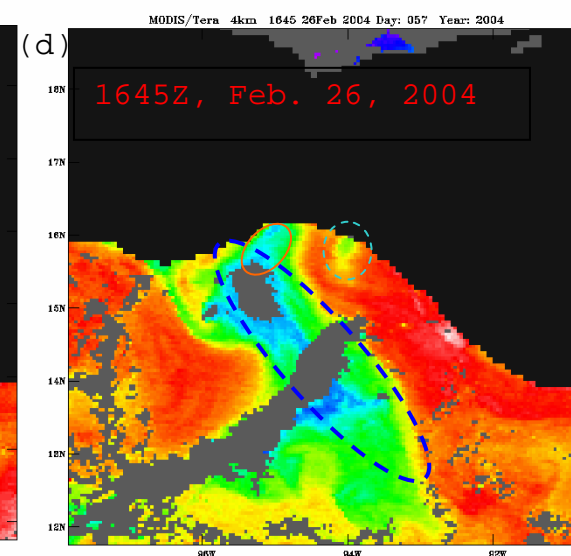 MODIS/Tera 4km 1645 26Feb 2004 Day: 057 Year: 2004
(d)
1645Z, Feb. 26, 2004
18N
17N
16N
15N
14N
13N
12N
96W 94W 92W